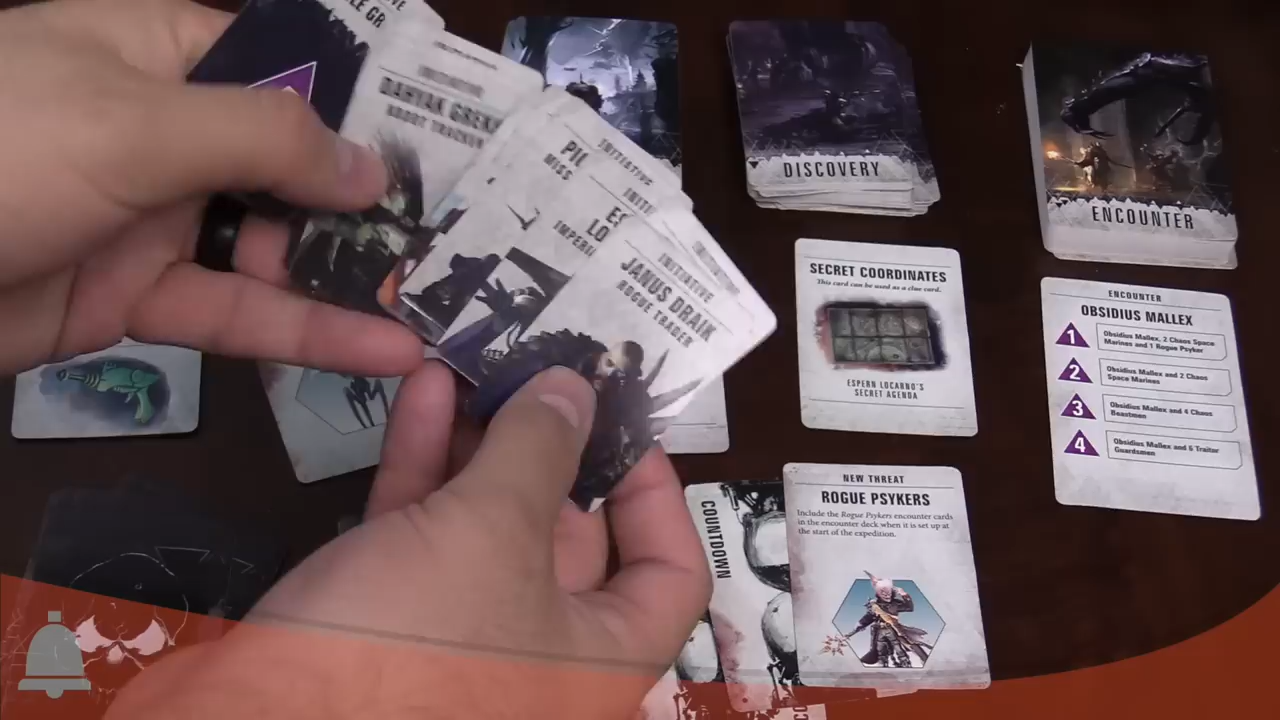 DAHYAK GREKH
KROOT TRACKER
INITIATIVE
INITIATIVE
JANUS DRAIK
ROGUE TRADER
DISCOVERY
ENCOUNTER
SECRET COORDINATES
This card can be used as a clue card.
ESPERN LOCARNO'S
SECRET AGENDA
ENCOUNTER
OBSIDIUS MALLEX
1 Obsidius Mallex, 2 Chaos Space
Marines and 1 Rogue Psyker
2 Obsidius Mallex and 2 Chaos
Space Marines
3 Obsidius Mallex and 4 Chaos
Beastmen
4 Obsidius Mallex and 6 Traitor
Guardsmen
COUNTDOWN
NEW THREAT
ROGUE PSYKERS
Include the Rogue Psykers encounter cards
in the encounter deck when it is set up at
the start of the expedition.